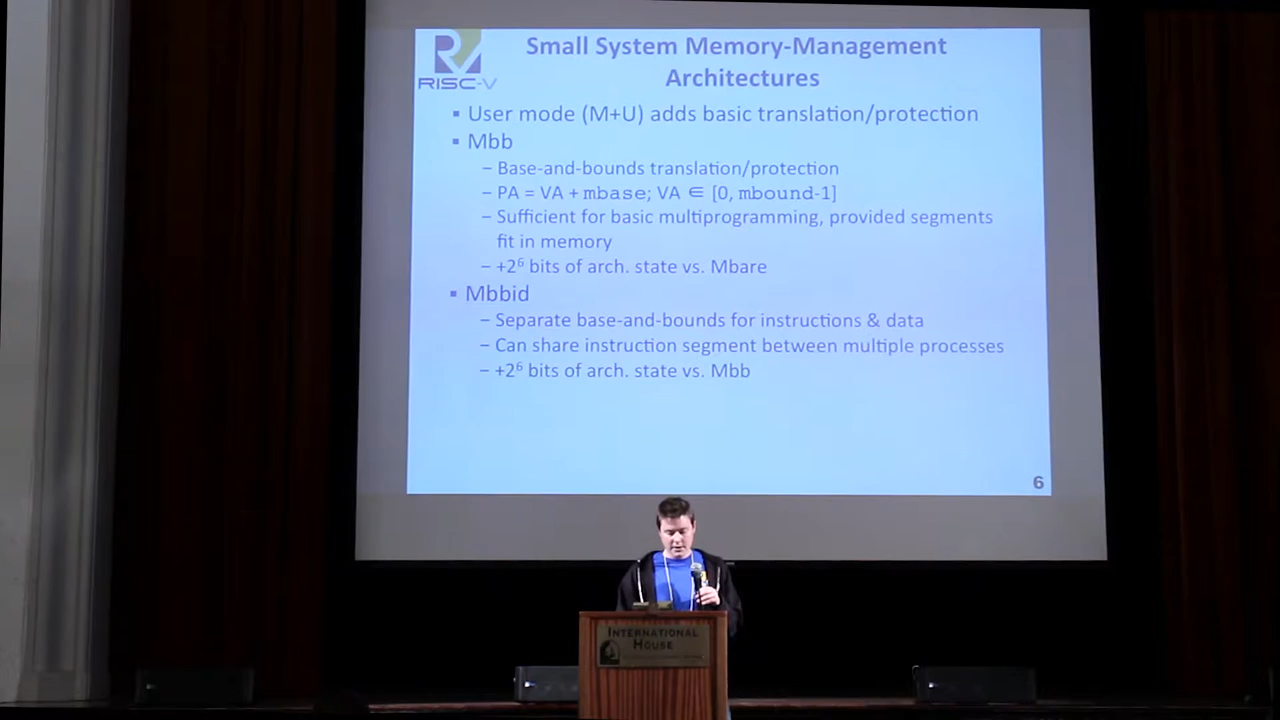 RISC-V
Small System Memory-Management
Architectures
▪ User mode (M+U) adds basic translation/protection
▪ Mbb
– Base-and-bounds translation/protection
– PA = VA + mbase; VA ∈ [0, mbound-1]
– Sufficient for basic multiprogramming, provided segments
fit in memory
– +2⁶ bits of arch. state vs. Mbare
▪ Mbbid
– Separate base-and-bounds for instructions & data
– Can share instruction segment between multiple processes
– +2⁶ bits of arch. state vs. Mbb
6
INTERNATIONAL
HOUSE